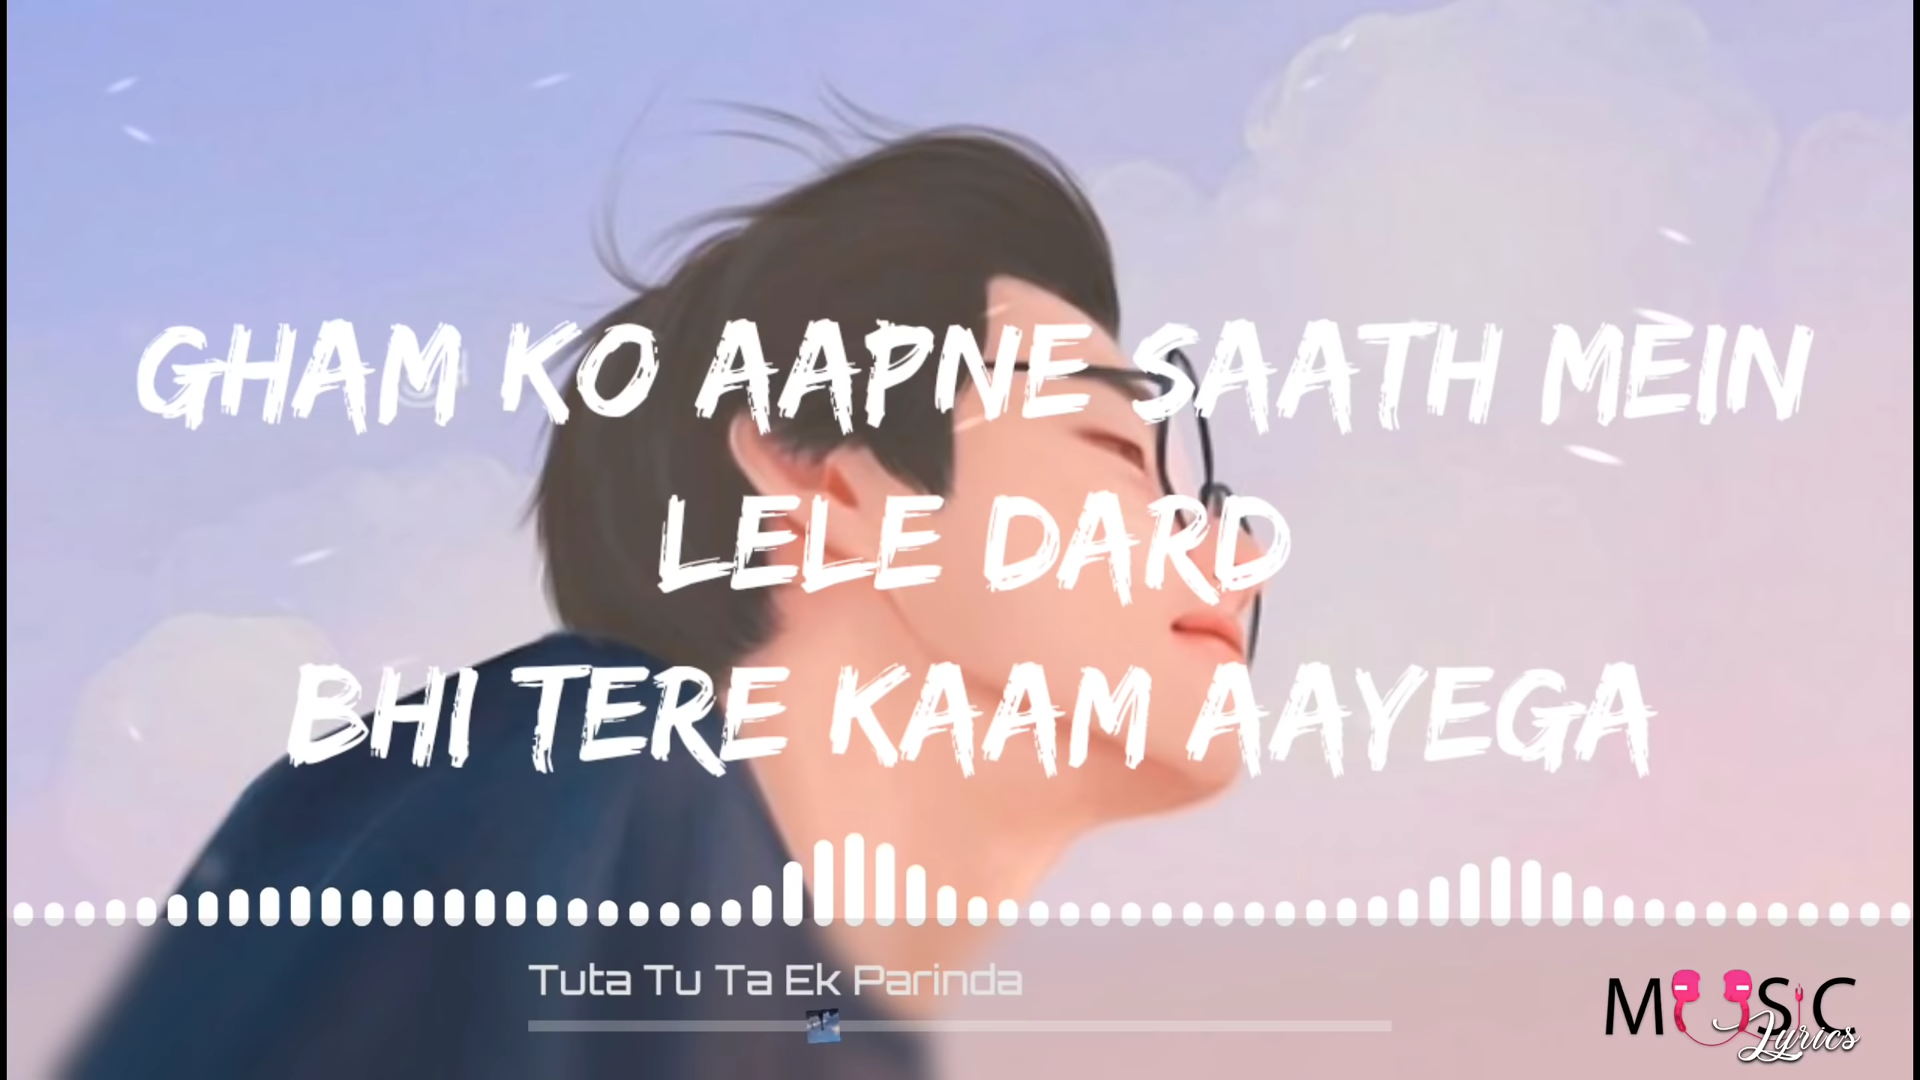 GHAM KO AAPNE SAATH MEIN
LELE DARD
BHI TERE KAAM AAYEGA
Tuta Tu Ta Ek Parinda
MUSIC
Lyrics